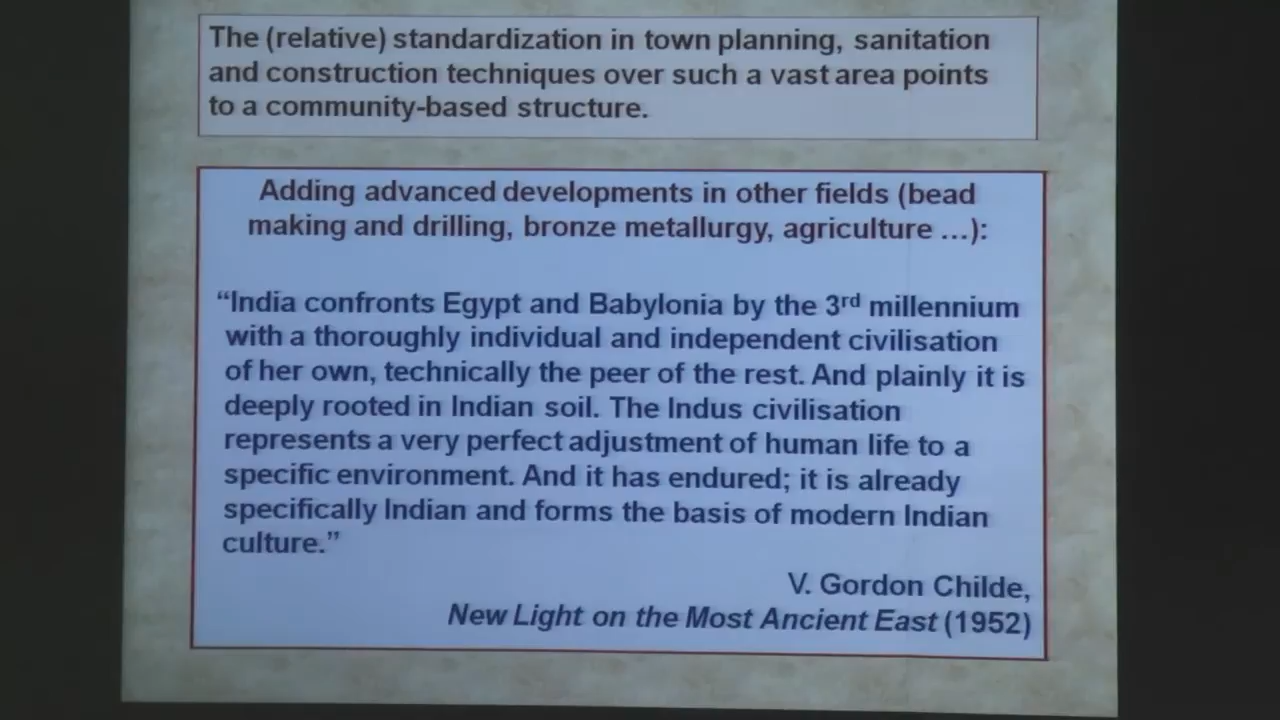 The (relative) standardization in town planning, sanitation
and construction techniques over such a vast area points
to a community-based structure.
Adding advanced developments in other fields (bead
making and drilling, bronze metallurgy, agriculture …):
“India confronts Egypt and Babylonia by the 3rd millennium
with a thoroughly individual and independent civilisation
of her own, technically the peer of the rest. And plainly it is
deeply rooted in Indian soil. The Indus civilisation
represents a very perfect adjustment of human life to a
specific environment. And it has endured; it is already
specifically Indian and forms the basis of modern Indian
culture.”
V. Gordon Childe,
New Light on the Most Ancient East (1952)